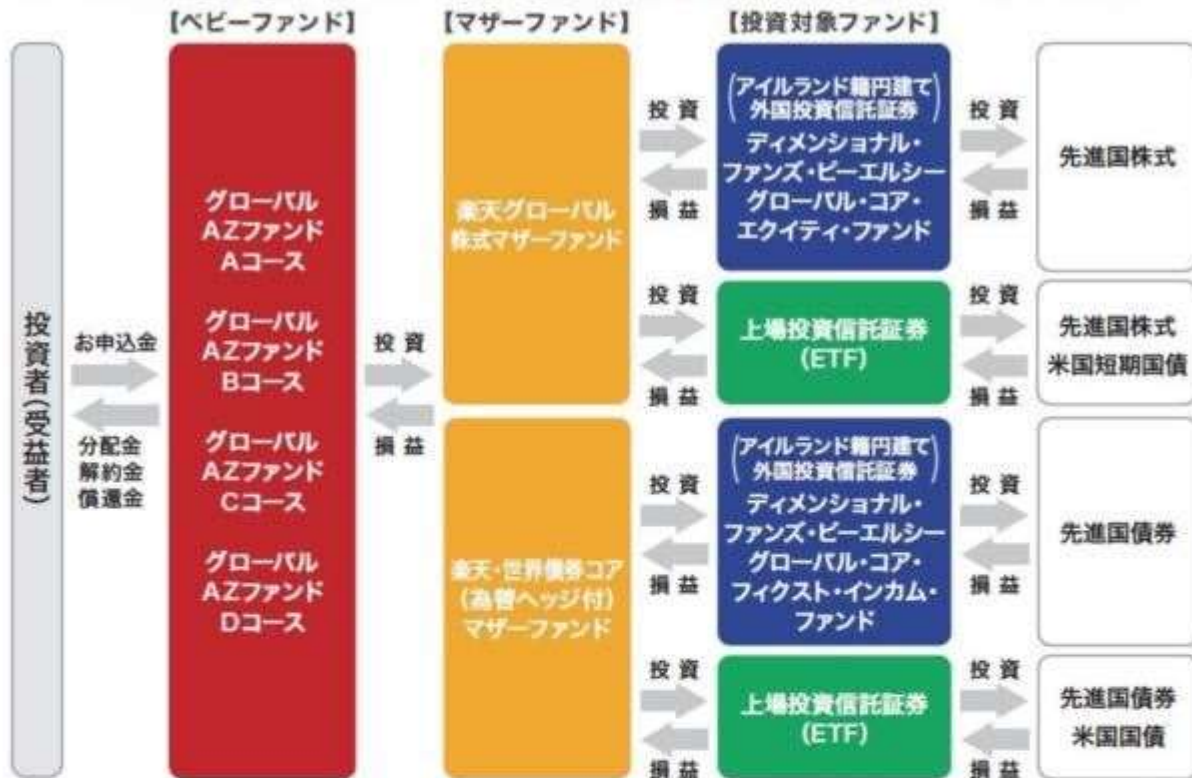 【ベビーファンド】
【マザーファンド】
【投資対象ファンド】
投資者(受益者)
お申込金
分配金
解約金
償還金
グローバル
AZファンド
Aコース
グローバル
AZファンド
Bコース
グローバル
AZファンド
Cコース
グローバル
AZファンド
Dコース
投資
損益
楽天グローバル
株式マザーファンド
楽天・世界債券コア
(為替ヘッジ付)
マザーファンド
投資
損益
(アイルランド籍円建て
外国投資信託証券)
ディメンショナル・
ファンズ・ピーエルシー
グローバル・コア・
エクイティ・ファンド
投資
損益
先進国株式
投資
損益
上場投資信託証券
(ETF)
投資
損益
先進国株式
米国短期国債
投資
損益
(アイルランド籍円建て
外国投資信託証券)
ディメンショナル・
ファンズ・ピーエルシー
グローバル・コア・
フィクスト・インカム・
ファンド
投資
損益
先進国債券
投資
損益
上場投資信託証券
(ETF)
投資
損益
先進国債券
米国国債